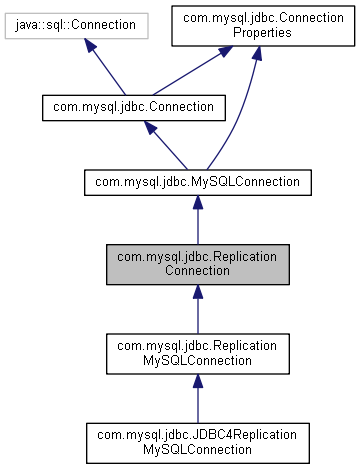 java::sql::Connection
com.mysql.jdbc.Connection
Properties
com.mysql.jdbc.Connection
com.mysql.jdbc.MySQLConnection
com.mysql.jdbc.Replication
Connection
com.mysql.jdbc.Replication
MySQLConnection
com.mysql.jdbc.JDBC4Replication
MySQLConnection